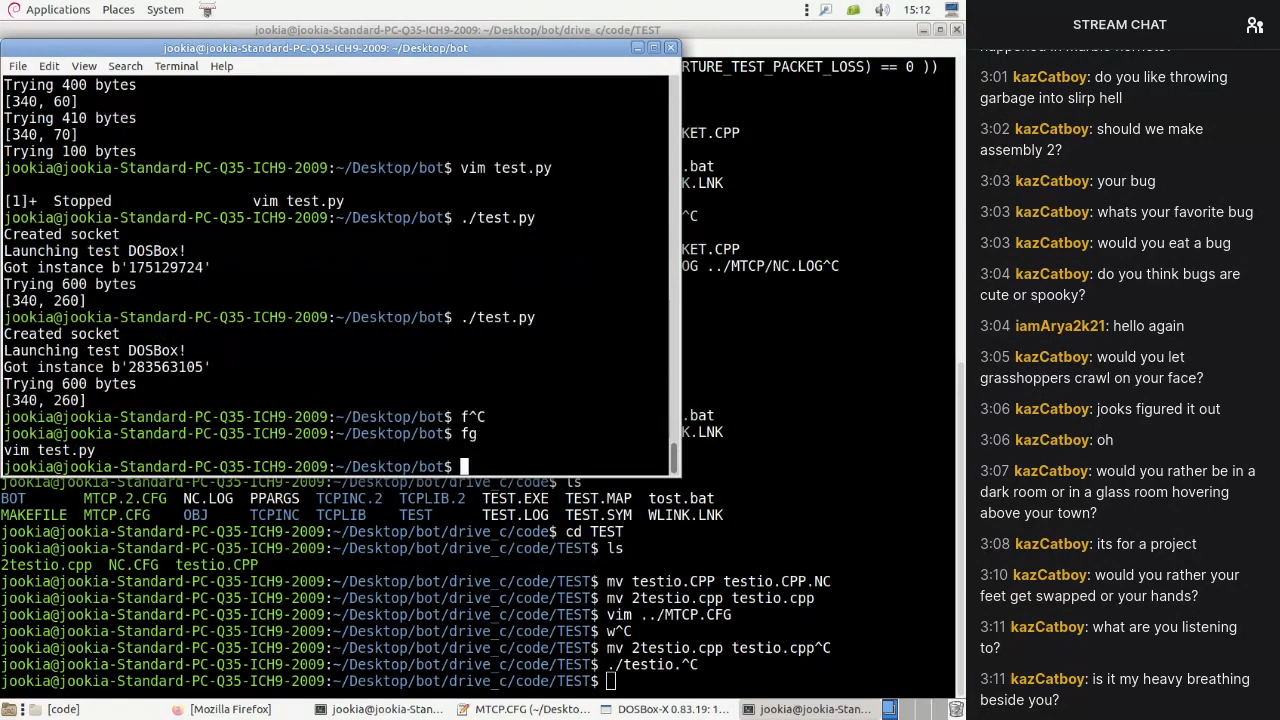 Applications Places System 15:12
jookia@jookia-Standard-PC-Q35-ICH9-2009: ~/Desktop/bot/drive_c/code/TEST
jookia@jookia-Standard-PC-Q35-ICH9-2009: ~/Desktop/bot
File Edit View Search Terminal Help
Trying 400 bytes
[340, 60]
Trying 410 bytes
[340, 70]
Trying 100 bytes
jookia@jookia-Standard-PC-Q35-ICH9-2009:~/Desktop/bot$ vim test.py
[1]+ Stopped vim test.py
jookia@jookia-Standard-PC-Q35-ICH9-2009:~/Desktop/bot$ ./test.py
Created socket
Launching test DOSBox!
Got instance b'175129724'
Trying 600 bytes
[340, 260]
jookia@jookia-Standard-PC-Q35-ICH9-2009:~/Desktop/bot$ ./test.py
Created socket
Launching test DOSBox!
Got instance b'283563105'
Trying 600 bytes
[340, 260]
jookia@jookia-Standard-PC-Q35-ICH9-2009:~/Desktop/bot$ f^C
jookia@jookia-Standard-PC-Q35-ICH9-2009:~/Desktop/bot$ fg
vim test.py
jookia@jookia-Standard-PC-Q35-ICH9-2009:~/Desktop/bot$
RTURE_TEST_PACKET_LOSS) == 0 ))
KET.CPP
.bat
K.LNK
^C
KET.CPP
OG ../MTCP/NC.LOG^C
.bat
K.LNK
jookia@jookia-Standard-PC-Q35-ICH9-2009:~/Desktop/bot/drive_c/code$ ls
BOT MTCP.2.CFG NC.LOG PPARGS TCPINC.2 TCPLIB.2 TEST.EXE TEST.MAP tost.bat
MAKEFILE MTCP.CFG OBJ TCPINC TCPLIB TEST TEST.LOG TEST.SYM WLINK.LNK
jookia@jookia-Standard-PC-Q35-ICH9-2009:~/Desktop/bot/drive_c/code$ cd TEST
jookia@jookia-Standard-PC-Q35-ICH9-2009:~/Desktop/bot/drive_c/code/TEST$ ls
2testio.cpp NC.CFG testio.CPP
jookia@jookia-Standard-PC-Q35-ICH9-2009:~/Desktop/bot/drive_c/code/TEST$ mv testio.CPP testio.CPP.NC
jookia@jookia-Standard-PC-Q35-ICH9-2009:~/Desktop/bot/drive_c/code/TEST$ mv 2testio.cpp testio.cpp
jookia@jookia-Standard-PC-Q35-ICH9-2009:~/Desktop/bot/drive_c/code/TEST$ vim ../MTCP.CFG
jookia@jookia-Standard-PC-Q35-ICH9-2009:~/Desktop/bot/drive_c/code/TEST$ w^C
jookia@jookia-Standard-PC-Q35-ICH9-2009:~/Desktop/bot/drive_c/code/TEST$ mv 2testio.cpp testio.cpp^C
jookia@jookia-Standard-PC-Q35-ICH9-2009:~/Desktop/bot/drive_c/code/TEST$ ./testio.^C
jookia@jookia-Standard-PC-Q35-ICH9-2009:~/Desktop/bot/drive_c/code/TEST$
[code] [Mozilla Firefox] jookia@jookia-Standar... MTCP.CFG (~/Deskto... DOSBox-X 0.83.19: 1... jookia@jookia-Standar...
STREAM CHAT
3:01 kazCatboy: do you like throwing
garbage into slirp hell
3:02 kazCatboy: should we make
assembly 2?
3:03 kazCatboy: your bug
3:03 kazCatboy: whats your favorite bug
3:03 kazCatboy: would you eat a bug
3:04 kazCatboy: do you think bugs are
cute or spooky?
3:04 iamArya2k21: hello again
3:05 kazCatboy: would you let
grasshoppers crawl on your face?
3:06 kazCatboy: jooks figured it out
3:06 kazCatboy: oh
3:07 kazCatboy: would you rather be in a
dark room or in a glass room hovering
above your town?
3:08 kazCatboy: its for a project
3:10 kazCatboy: would you rather your
feet get swapped or your hands?
3:11 kazCatboy: what are you listening
to?
3:11 kazCatboy: is it my heavy breathing
beside you?